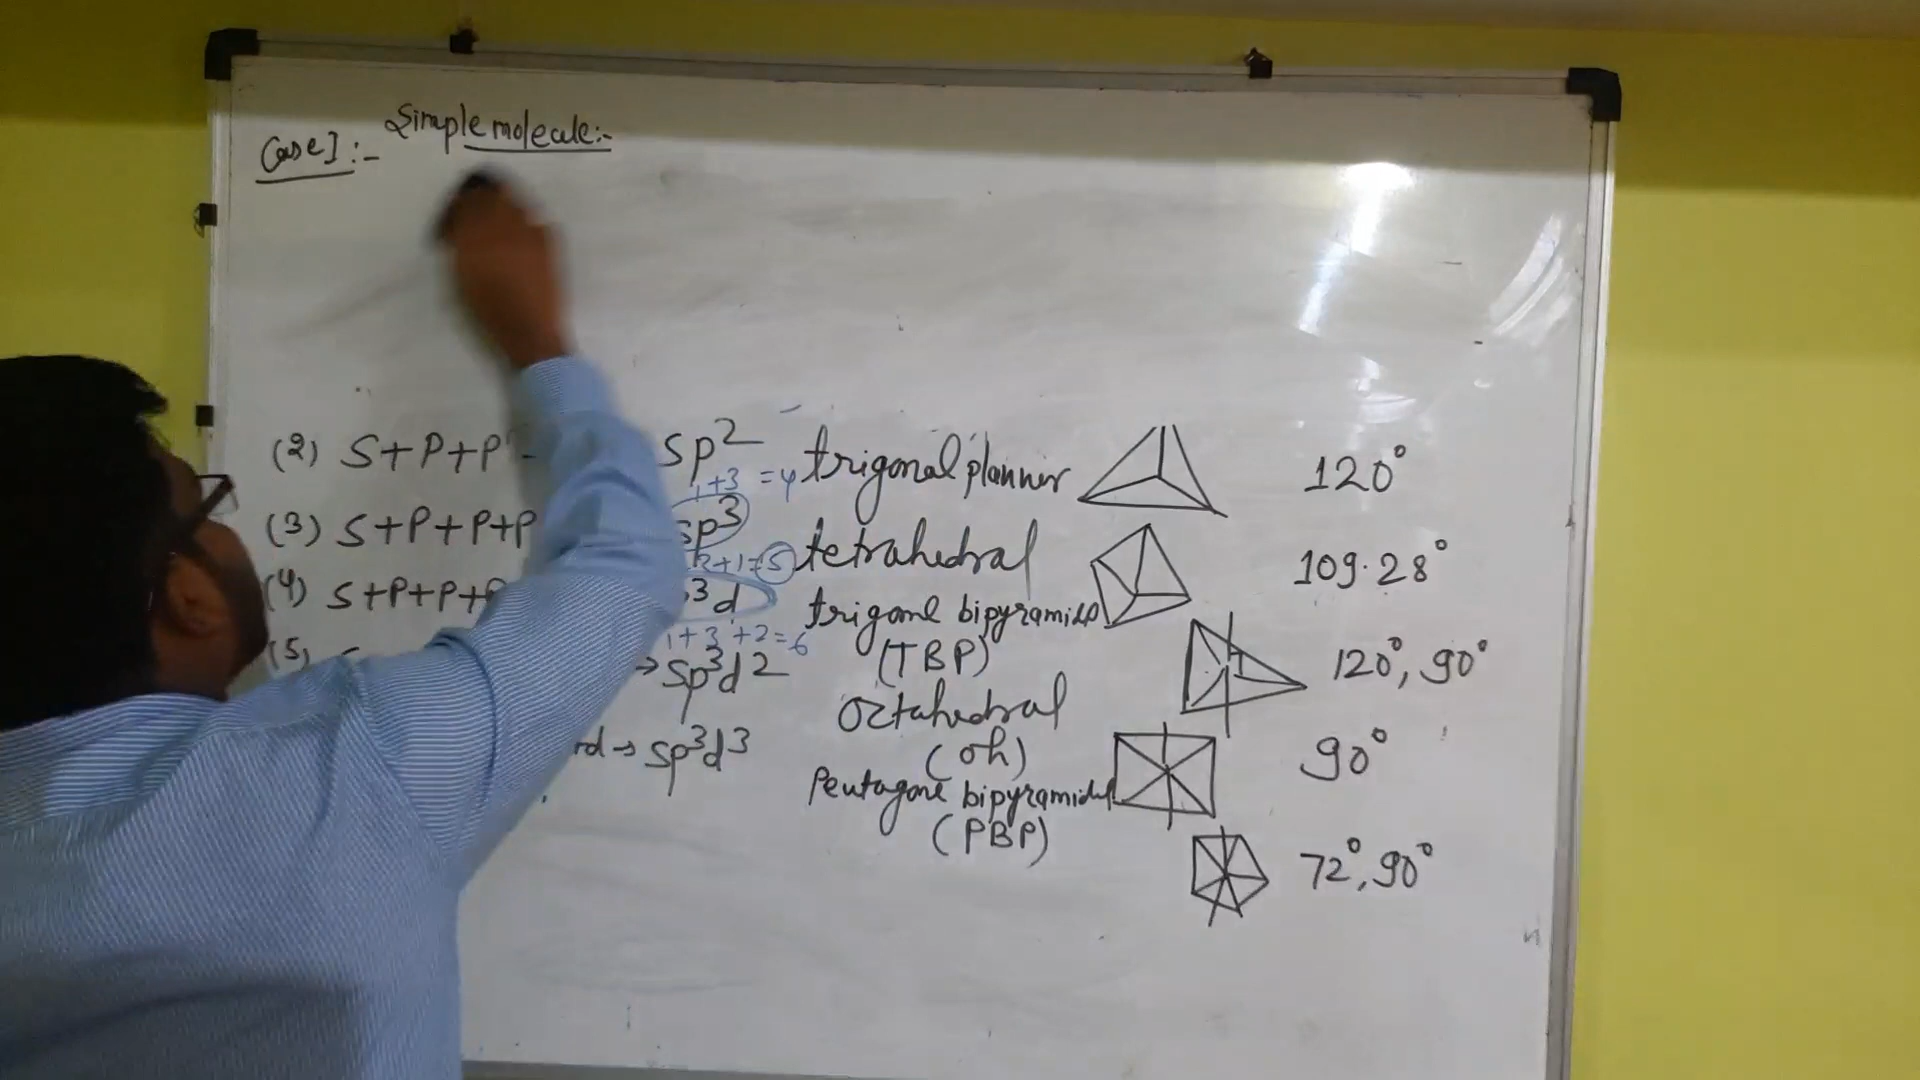 Case I :- Simple molecule:-
(2) S+P+P sp2 trigonal planner 120°
1+3 = 4
(3) S+P+P+P sp3 tetrahedral 109.28°
+1=5
(4) S+P+P+P 3d trigonal bipyramidal 120°, 90°
1+3+2=6
(TBP)
(5) S → sp3d2 Octahedral 90°
(oh)
→ sp3d3 Pentagonal bipyramidal 72°, 90°
(PBP)